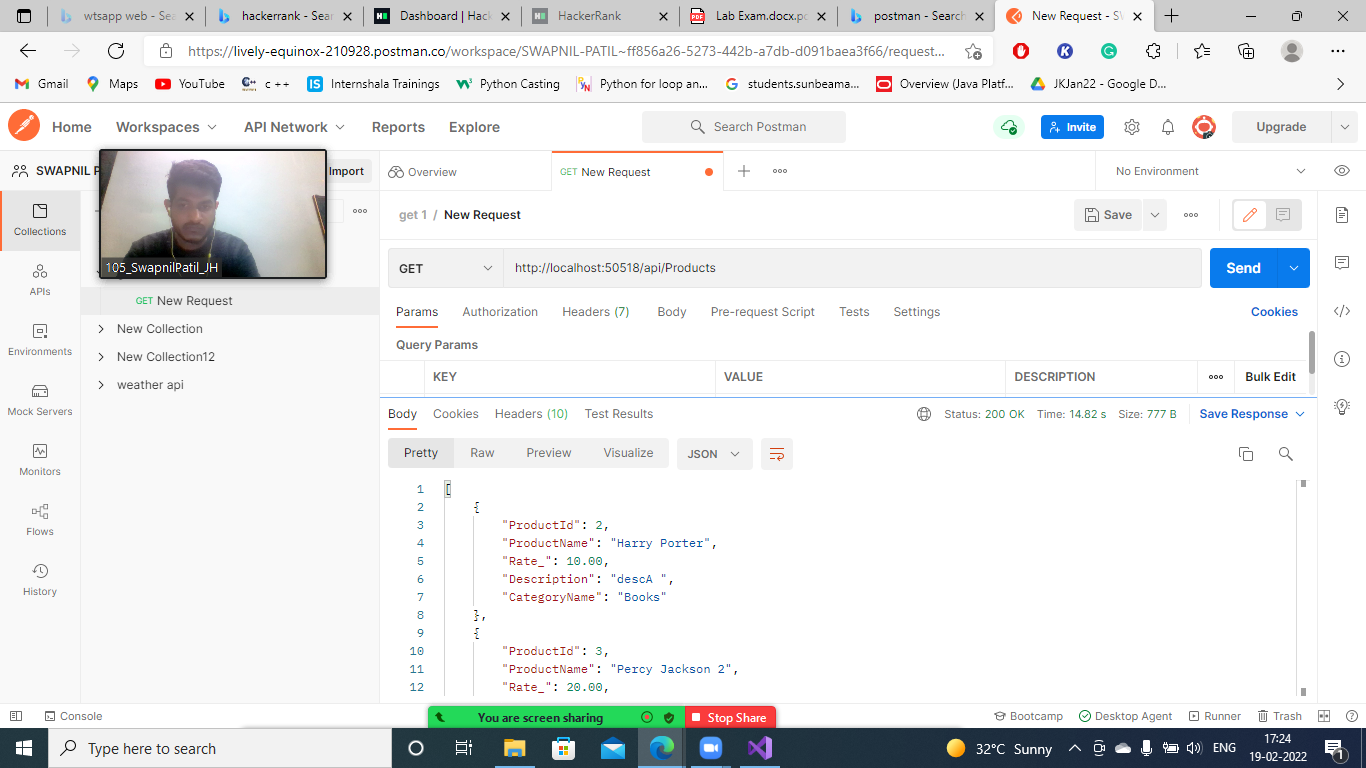 wtsapp web - Sea
hackerrank - Sear
Dashboard | Hack
HackerRank
Lab Exam.docx.pd
postman - Search
New Request - SW
https://lively-equinox-210928.postman.co/workspace/SWAPNIL-PATIL~ff856a26-5273-442b-a7db-d091baea3f66/request...
Gmail
Maps
YouTube
c ++
Internshala Trainings
Python Casting
Python for loop an...
students.sunbeama...
Overview (Java Platf...
JKJan22 - Google D...
Home
Workspaces
API Network
Reports
Explore
Search Postman
Invite
Upgrade
SWAPNIL P
Import
Overview
GET New Request
No Environment
105_SwapnilPatil_JH
get 1 / New Request
Save
Collections
APIs
Environments
Mock Servers
Monitors
Flows
History
GET New Request
New Collection
New Collection12
weather api
GET
http://localhost:50518/api/Products
Send
Params
Authorization
Headers (7)
Body
Pre-request Script
Tests
Settings
Cookies
Query Params
KEY
VALUE
DESCRIPTION
Bulk Edit
Body
Cookies
Headers (10)
Test Results
Status: 200 OK
Time: 14.82 s
Size: 777 B
Save Response
Pretty
Raw
Preview
Visualize
JSON
1 [
2 {
3 "ProductId": 2,
4 "ProductName": "Harry Porter",
5 "Rate_": 10.00,
6 "Description": "descA ",
7 "CategoryName": "Books"
8 },
9 {
10 "ProductId": 3,
11 "ProductName": "Percy Jackson 2",
12 "Rate_": 20.00,
Console
You are screen sharing
Stop Share
Bootcamp
Desktop Agent
Runner
Trash
Type here to search
32°C Sunny
ENG
17:24
19-02-2022
1